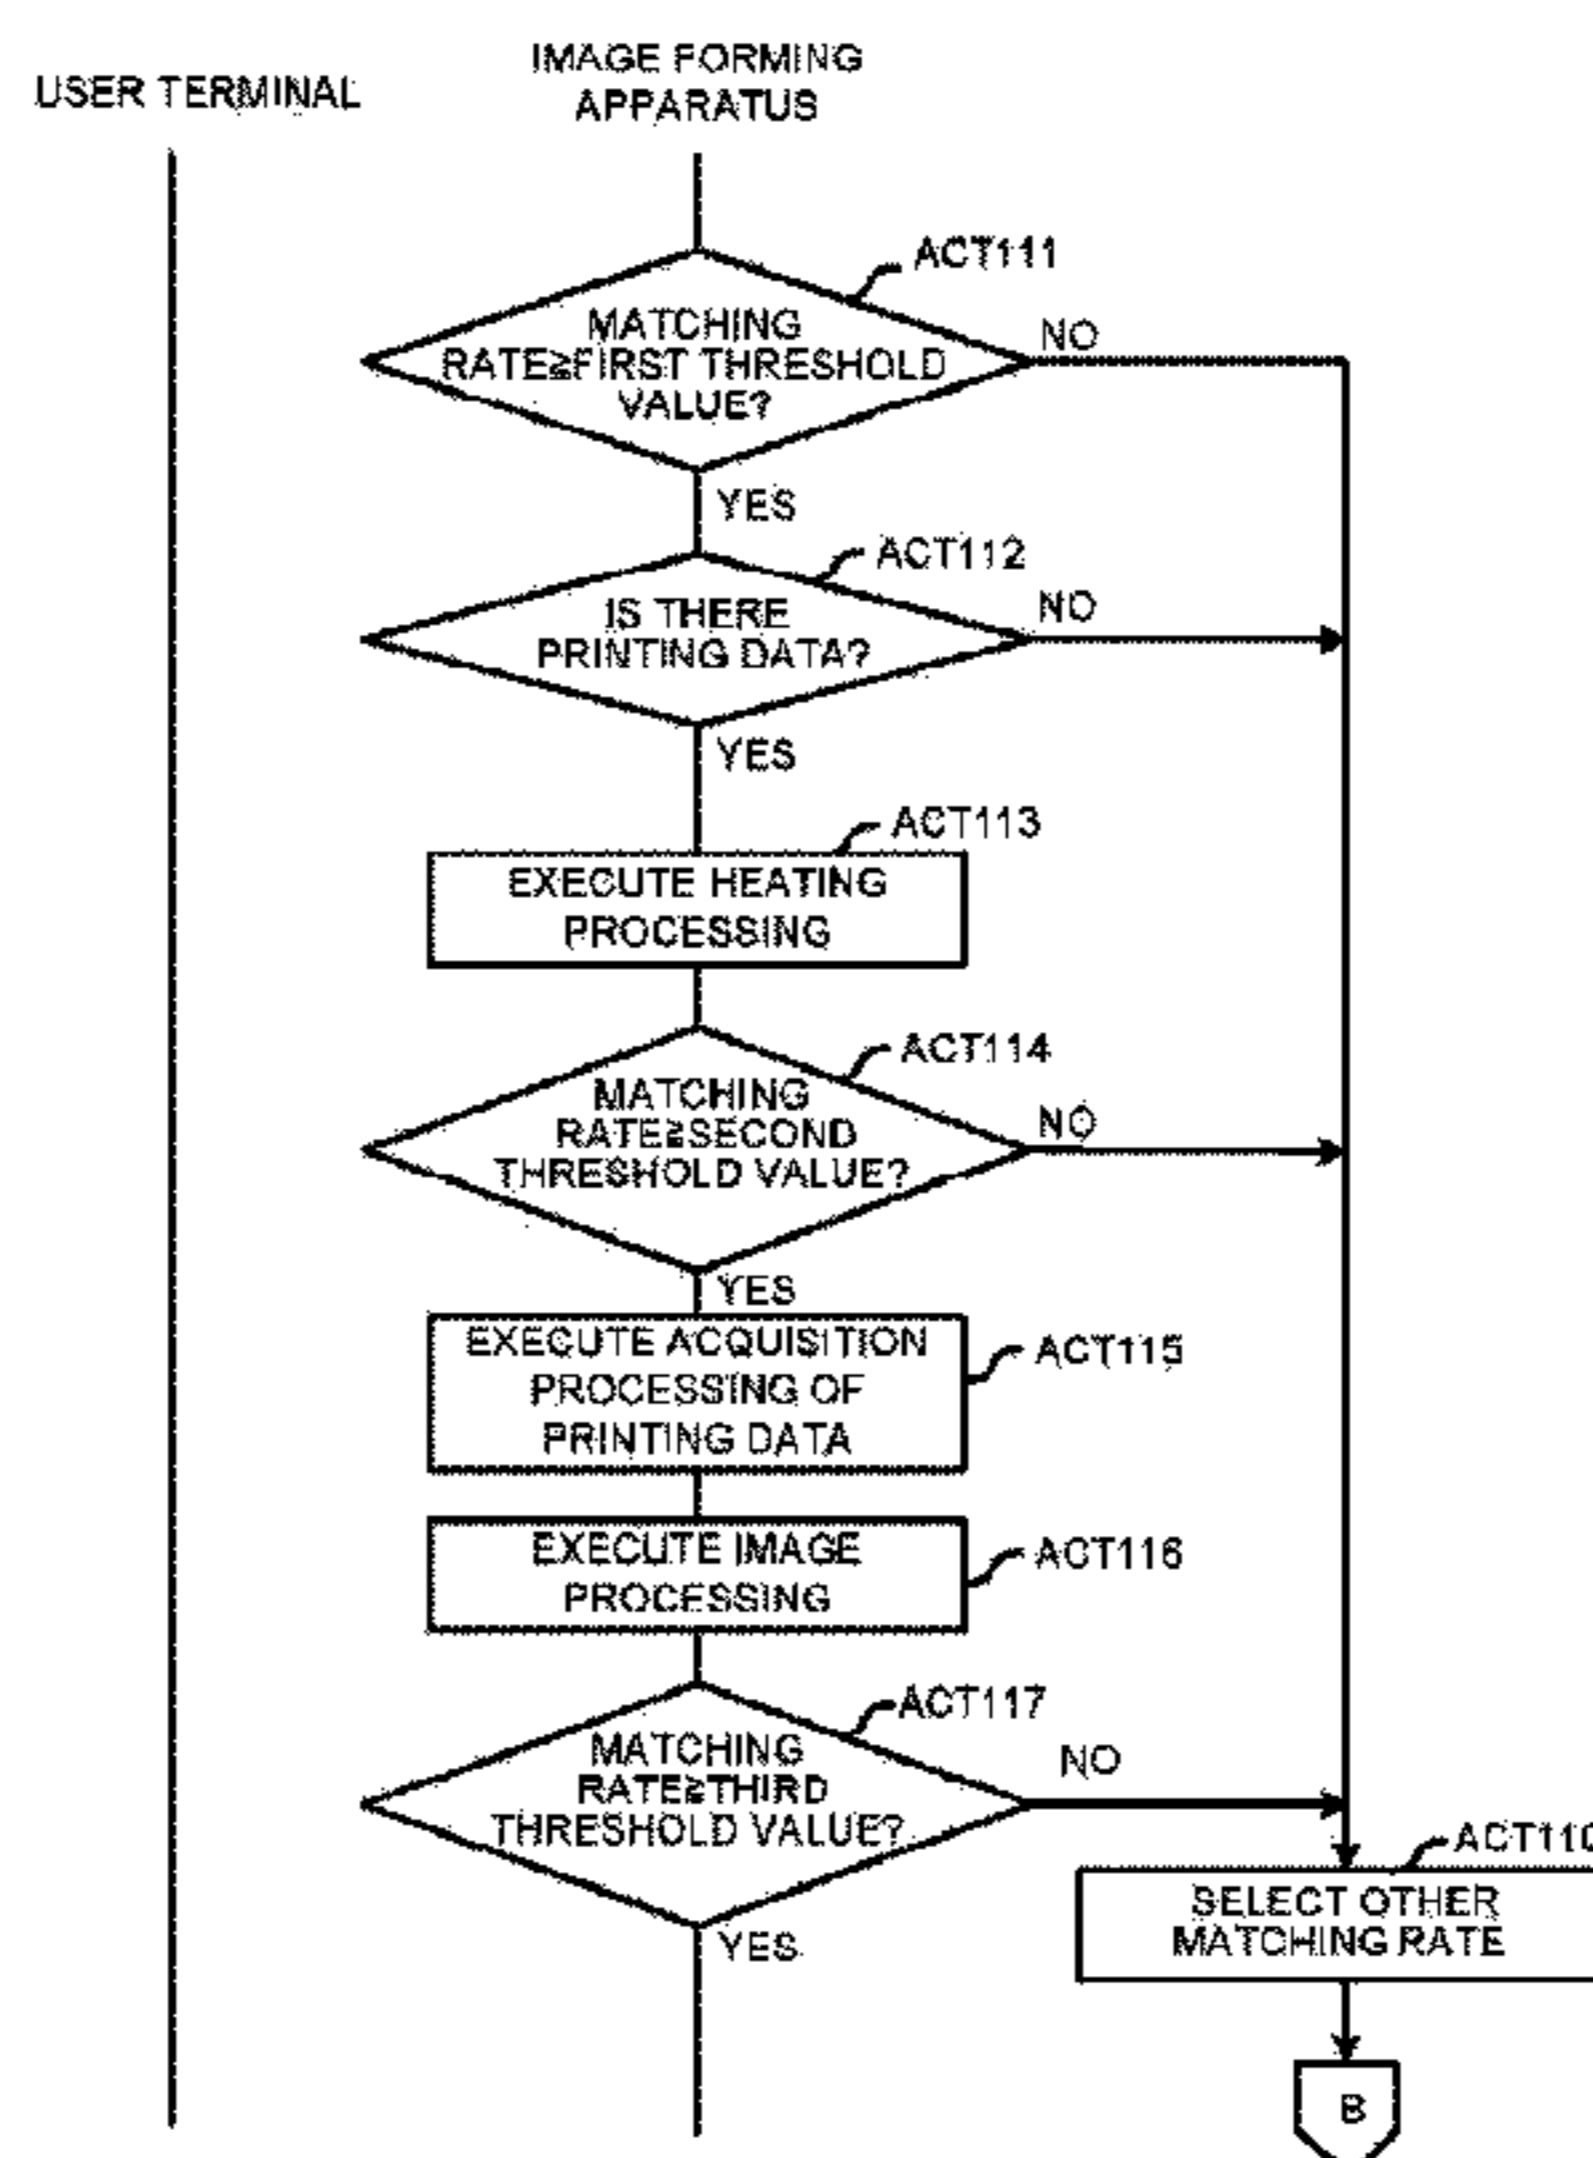 USER TERMINAL
IMAGE FORMING
APPARATUS
ACT111
MATCHING
RATE≧FIRST THRESHOLD
VALUE?
NO
YES
ACT112
IS THERE
PRINTING DATA?
NO
YES
ACT113
EXECUTE HEATING
PROCESSING
ACT114
MATCHING
RATE≧SECOND
THRESHOLD VALUE?
NO
YES
EXECUTE ACQUISITION
PROCESSING OF
PRINTING DATA
ACT115
EXECUTE IMAGE
PROCESSING
ACT116
ACT117
MATCHING
RATE≧THIRD
THRESHOLD VALUE?
NO
YES
ACT110
SELECT OTHER
MATCHING RATE
B